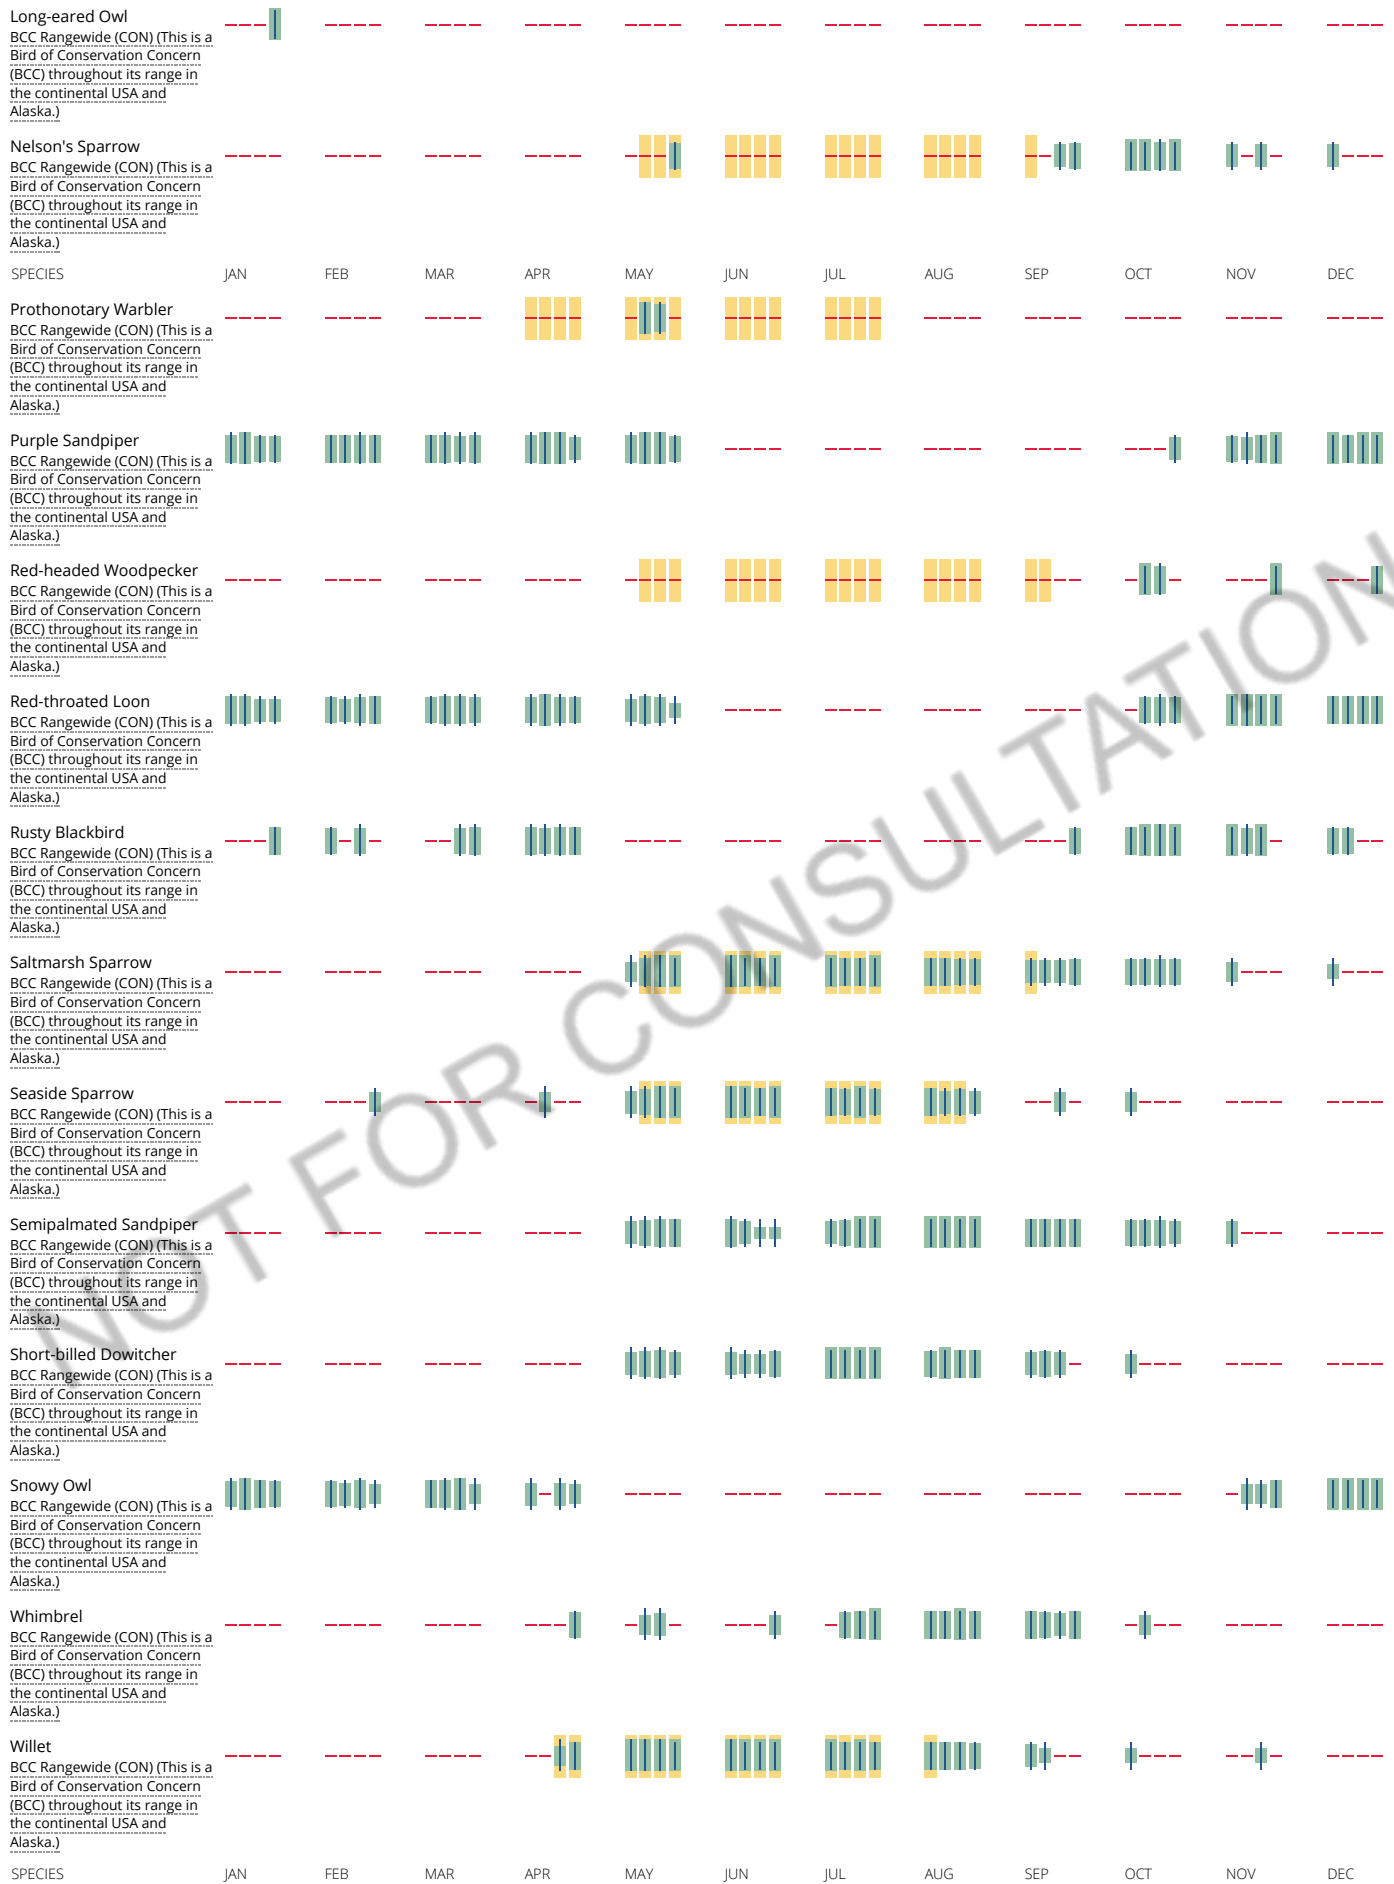 Long-eared Owl
BCC Rangewide (CON) (This is a
Bird of Conservation Concern
(BCC) throughout its range in
the continental USA and
Alaska.)
Nelson's Sparrow
BCC Rangewide (CON) (This is a
Bird of Conservation Concern
(BCC) throughout its range in
the continental USA and
Alaska.)
SPECIES JAN FEB MAR APR MAY JUN JUL AUG SEP OCT NOV DEC
Prothonotary Warbler
BCC Rangewide (CON) (This is a
Bird of Conservation Concern
(BCC) throughout its range in
the continental USA and
Alaska.)
Purple Sandpiper
BCC Rangewide (CON) (This is a
Bird of Conservation Concern
(BCC) throughout its range in
the continental USA and
Alaska.)
Red-headed Woodpecker
BCC Rangewide (CON) (This is a
Bird of Conservation Concern
(BCC) throughout its range in
the continental USA and
Alaska.)
Red-throated Loon
BCC Rangewide (CON) (This is a
Bird of Conservation Concern
(BCC) throughout its range in
the continental USA and
Alaska.)
Rusty Blackbird
BCC Rangewide (CON) (This is a
Bird of Conservation Concern
(BCC) throughout its range in
the continental USA and
Alaska.)
Saltmarsh Sparrow
BCC Rangewide (CON) (This is a
Bird of Conservation Concern
(BCC) throughout its range in
the continental USA and
Alaska.)
Seaside Sparrow
BCC Rangewide (CON) (This is a
Bird of Conservation Concern
(BCC) throughout its range in
the continental USA and
Alaska.)
Semipalmated Sandpiper
BCC Rangewide (CON) (This is a
Bird of Conservation Concern
(BCC) throughout its range in
the continental USA and
Alaska.)
Short-billed Dowitcher
BCC Rangewide (CON) (This is a
Bird of Conservation Concern
(BCC) throughout its range in
the continental USA and
Alaska.)
Snowy Owl
BCC Rangewide (CON) (This is a
Bird of Conservation Concern
(BCC) throughout its range in
the continental USA and
Alaska.)
Whimbrel
BCC Rangewide (CON) (This is a
Bird of Conservation Concern
(BCC) throughout its range in
the continental USA and
Alaska.)
Willet
BCC Rangewide (CON) (This is a
Bird of Conservation Concern
(BCC) throughout its range in
the continental USA and
Alaska.)
SPECIES JAN FEB MAR APR MAY JUN JUL AUG SEP OCT NOV DEC
NOT FOR CONSULTATION